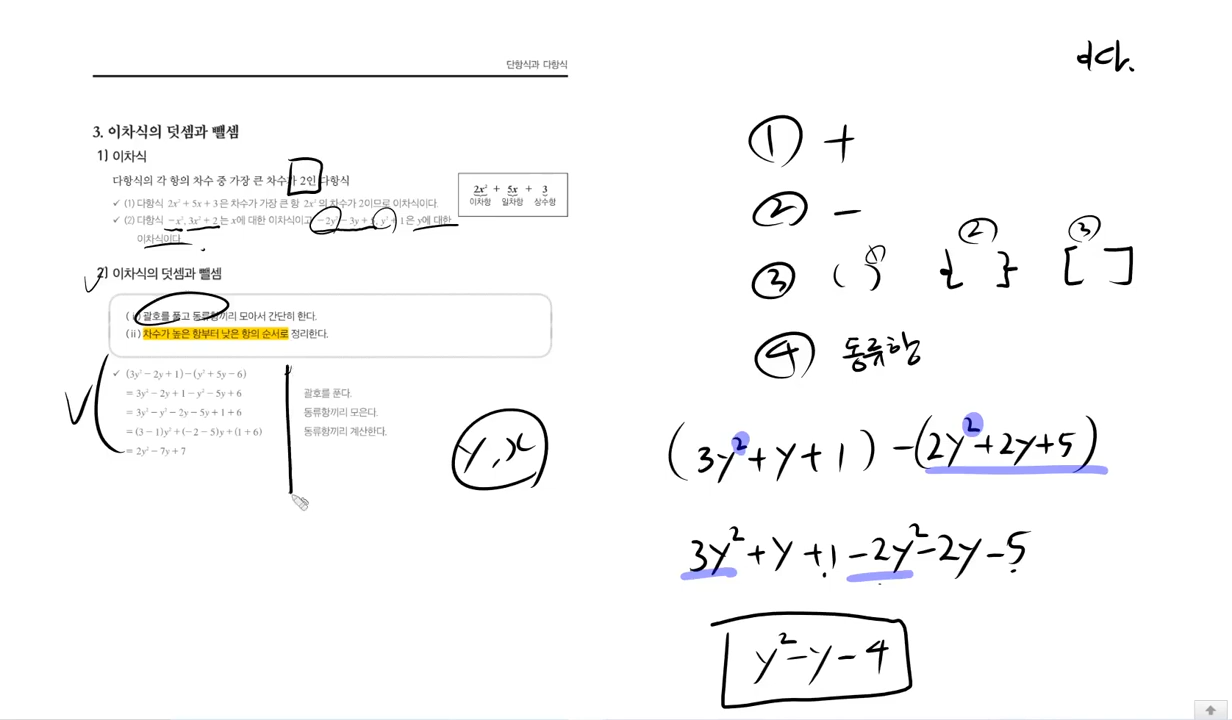 단항식과 다항식
3. 이차식의 덧셈과 뺄셈
1) 이차식
다항식의 각 항의 차수 중 가장 큰 차수가 2인 다항식
✓ (1) 다항식 2x²+5x+3은 차수가 가장 큰 항 2x²의 차수가 2이므로 이차식이다.
✓ (2) 다항식 −x², 3x²+2는 x에 대한 이차식이고 −2y²−3y+5, y²+1은 y에 대한
이차식이다.
2x² + 5x + 3
이차항 일차항 상수항
2) 이차식의 덧셈과 뺄셈
(ⅰ) 괄호를 풀고 동류항끼리 모아서 간단히 한다.
(ⅱ) 차수가 높은 항부터 낮은 항의 순서로 정리한다.
✓ (3y²−2y+1)−(y²+5y−6)
= 3y²−2y+1−y²−5y+6 괄호를 푼다.
= 3y²−y²−2y−5y+1+6 동류항끼리 모은다.
= (3−1)y²+(−2−5)y+(1+6) 동류항끼리 계산한다.
= 2y²−7y+7
y, x
① +
② −
③ ( ) ① { } ② [ ] ③
④ 동류항
(3y²+y+1) −(2y²+2y+5)
3y²+y+1−2y²−2y−5
y²−y−4